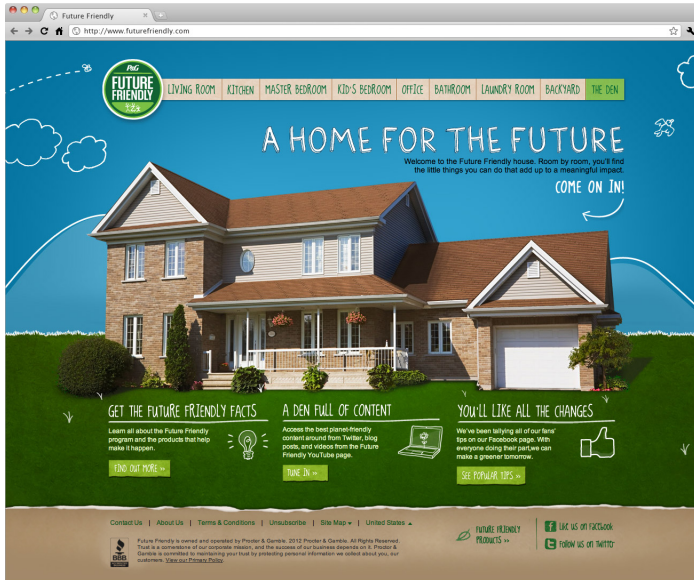 Future Friendly
http://www.futurefriendly.com
P&G
FUTURE
FRIENDLY
LIVING ROOM KITCHEN MASTER BEDROOM KID'S BEDROOM OFFICE BATHROOM LAUNDRY ROOM BACKYARD THE DEN
A HOME FOR THE FUTURE
Welcome to the Future Friendly house. Room by room, you'll find
the little things you can do that add up to a meaningful impact.
COME ON IN!
GET THE FUTURE FRIENDLY FACTS
Learn all about the Future Friendly
program and the products that help
make it happen.
FIND OUT MORE >>
A DEN FULL OF CONTENT
Access the best planet-friendly
content around from Twitter, blog
posts, and videos from the Future
Friendly YouTube page.
TUNE IN >>
YOU'LL LIKE ALL THE CHANGES
We've been tallying all of our fans'
tips on our Facebook page. With
everyone doing their part,we can
make a greener tomorrow.
SEE POPULAR TIPS >>
Contact Us | About Us | Terms & Conditions | Unsubscribe | Site Map | United States
BBB
Future Friendly is owned and operated by Procter & Gamble. 2012 Procter & Gamble. All Rights Reserved.
Trust is a cornerstone of our corporate mission, and the success of our business depends on it. Procter &
Gamble is committed to maintaining your trust by protecting personal information we collect about you, our
customers. View our Privacy Policy.
FUTURE FRIENDLY
PRODUCTS >>
LIKE US ON FACEBOOK
FOLLOW US ON TWITTER